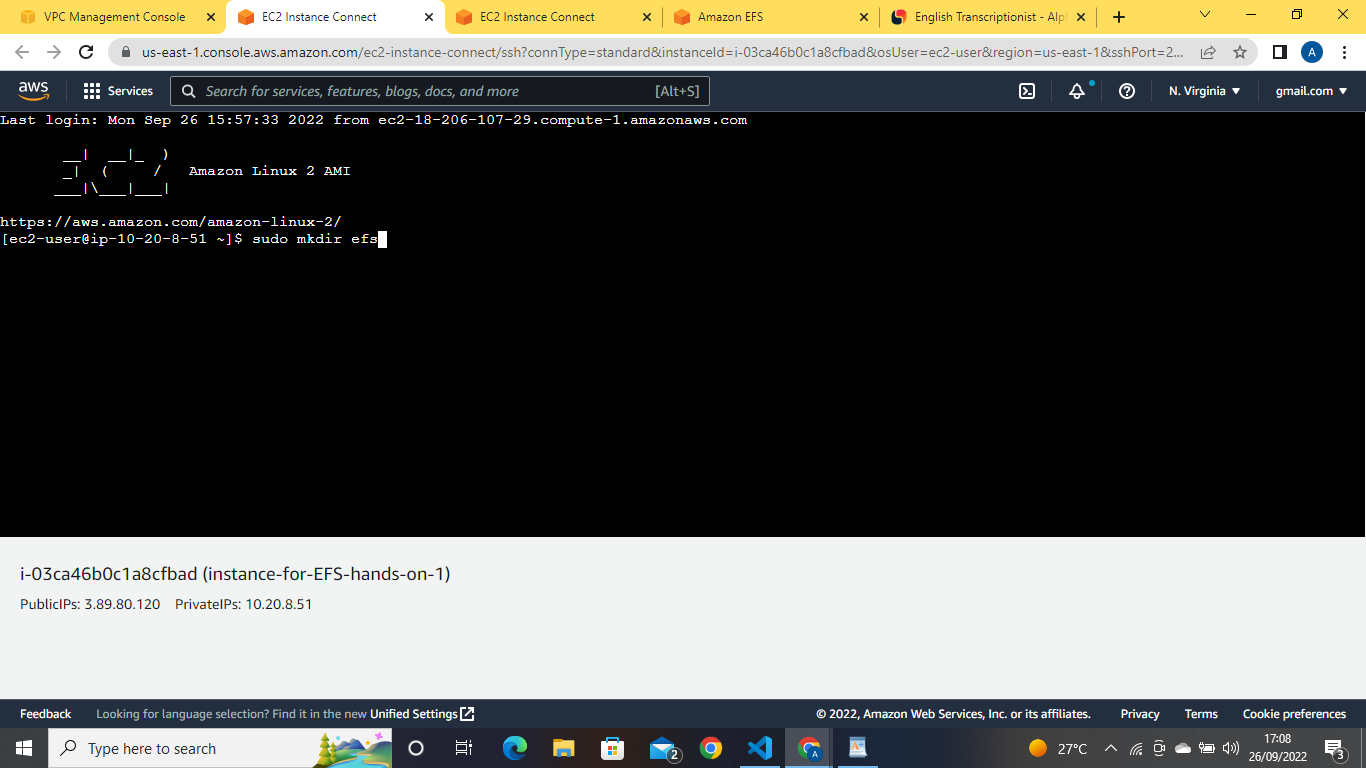 VPC Management Console
EC2 Instance Connect
EC2 Instance Connect
Amazon EFS
English Transcriptionist - Alp
us-east-1.console.aws.amazon.com/ec2-instance-connect/ssh?connType=standard&instanceId=i-03ca46b0c1a8cfbad&osUser=ec2-user&region=us-east-1&sshPort=2...
A
aws
Services
Search for services, features, blogs, docs, and more
[Alt+S]
N. Virginia
gmail.com
Last login: Mon Sep 26 15:57:33 2022 from ec2-18-206-107-29.compute-1.amazonaws.com
       __|  __|_  )
       _|  (     /   Amazon Linux 2 AMI
      ___|\___|___|
https://aws.amazon.com/amazon-linux-2/
[ec2-user@ip-10-20-8-51 ~]$ sudo mkdir efs
i-03ca46b0c1a8cfbad (instance-for-EFS-hands-on-1)
PublicIPs: 3.89.80.120 PrivateIPs: 10.20.8.51
Feedback
Looking for language selection? Find it in the new Unified Settings
© 2022, Amazon Web Services, Inc. or its affiliates.
Privacy
Terms
Cookie preferences
Type here to search
2
A
27°C
17:08
26/09/2022
3